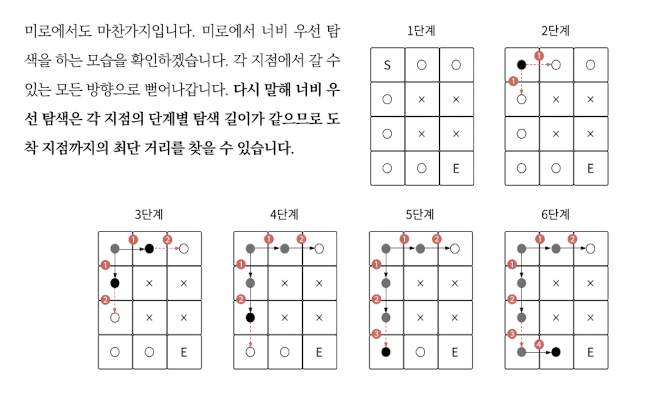 미로에서도 마찬가지입니다. 미로에서 너비 우선 탐
색을 하는 모습을 확인하겠습니다. 각 지점에서 갈 수
있는 모든 방향으로 뻗어나갑니다. 다시 말해 너비 우
선 탐색은 각 지점의 단계별 탐색 길이가 같으므로 도
착 지점까지의 최단 거리를 찾을 수 있습니다.
1단계
S ○ ○
○ × ×
○ × ×
○ ○ E
2단계
1
○ ○
1
○ × ×
○ × ×
○ ○ E
3단계
1 2
○
1
× ×
2
○ × ×
○ ○ E
4단계
1 2
○
1
× ×
2
× ×
○ ○ E
5단계
1 2
○
1
× ×
2
× ×
3
○ E
6단계
1 2
○
1
× ×
2
× ×
3
4
E